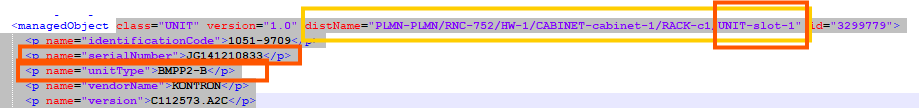 <managedObject class="UNIT" version="1.0" distName="PLMN-PLMN/RNC-752/HW-1/CABINET-cabinet-1/RACK-c1/UNIT-slot-1" id="3299779">
<p name="identificationCode">1051-9709</p>
<p name="serialNumber">JG141210833</p>
<p name="unitType">BMPP2-B</p>
<p name="vendorName">KONTRON</p>
<p name="version">C112573.A2C</p>